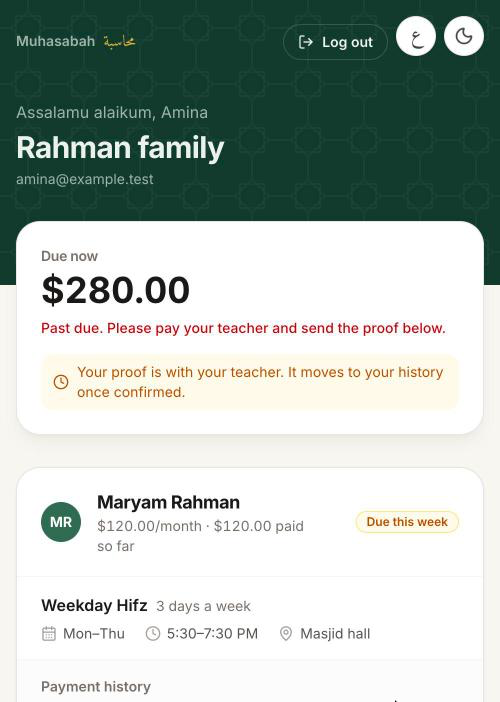 Muhasabah محاسبة
Log out
ع
Assalamu alaikum, Amina
Rahman family
amina@example.test
Due now
$280.00
Past due. Please pay your teacher and send the proof below.
Your proof is with your teacher. It moves to your history
once confirmed.
MR
Maryam Rahman
$120.00/month · $120.00 paid
so far
Due this week
Weekday Hifz 3 days a week
Mon–Thu 5:30–7:30 PM Masjid hall
Payment history